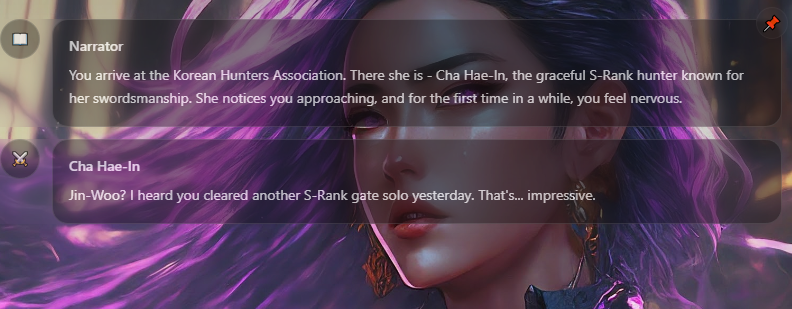 Narrator
You arrive at the Korean Hunters Association. There she is - Cha Hae-In, the graceful S-Rank hunter known for
her swordsmanship. She notices you approaching, and for the first time in a while, you feel nervous.
Cha Hae-In
Jin-Woo? I heard you cleared another S-Rank gate solo yesterday. That's... impressive.